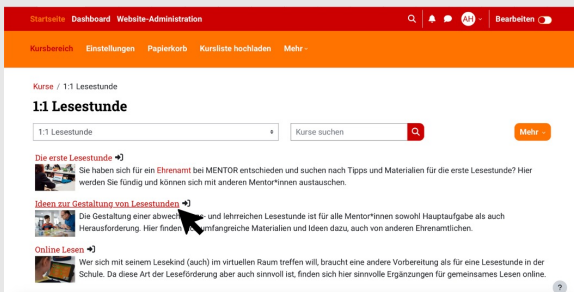 Startseite Dashboard Website-Administration AH Bearbeiten
Kursbereich Einstellungen Papierkorb Kursliste hochladen Mehr
Kurse / 1:1 Lesestunde
1:1 Lesestunde
1:1 Lesestunde Kurse suchen Mehr
Die erste Lesestunde
Sie haben sich für ein Ehrenamt bei MENTOR entschieden und suchen nach Tipps und Materialien für die erste Lesestunde? Hier
werden Sie fündig und können sich mit anderen Mentor*innen austauschen.
Ideen zur Gestaltung von Lesestunden
Die Gestaltung einer und lehrreichen Lesestunde ist für alle Mentor*innen sowohl Hauptaufgabe als auch
Herausforderung. Hier finden umfangreiche Materialien und Ideen dazu, auch von anderen Ehrenamtlichen.
Online Lesen
Wer sich mit seinem Lesekind (auch) im virtuellen Raum treffen will, braucht eine andere Vorbereitung als für eine Lesestunde in der
Schule. Da diese Art der Leseförderung aber auch sinnvoll ist, finden sich hier sinnvolle Ergänzungen für gemeinsames Lesen online.
?